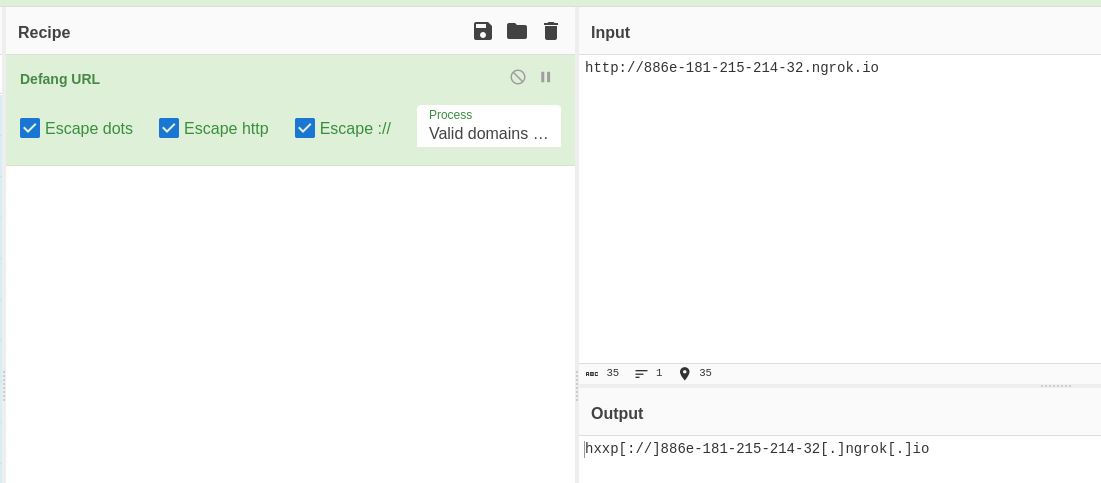 Recipe
Defang URL
Escape dots
Escape http
Escape ://
Process
Valid domains …
Input
http://886e-181-215-214-32.ngrok.io
ABC 35 1 35
Output
hxxp[://]886e-181-215-214-32[.]ngrok[.]io